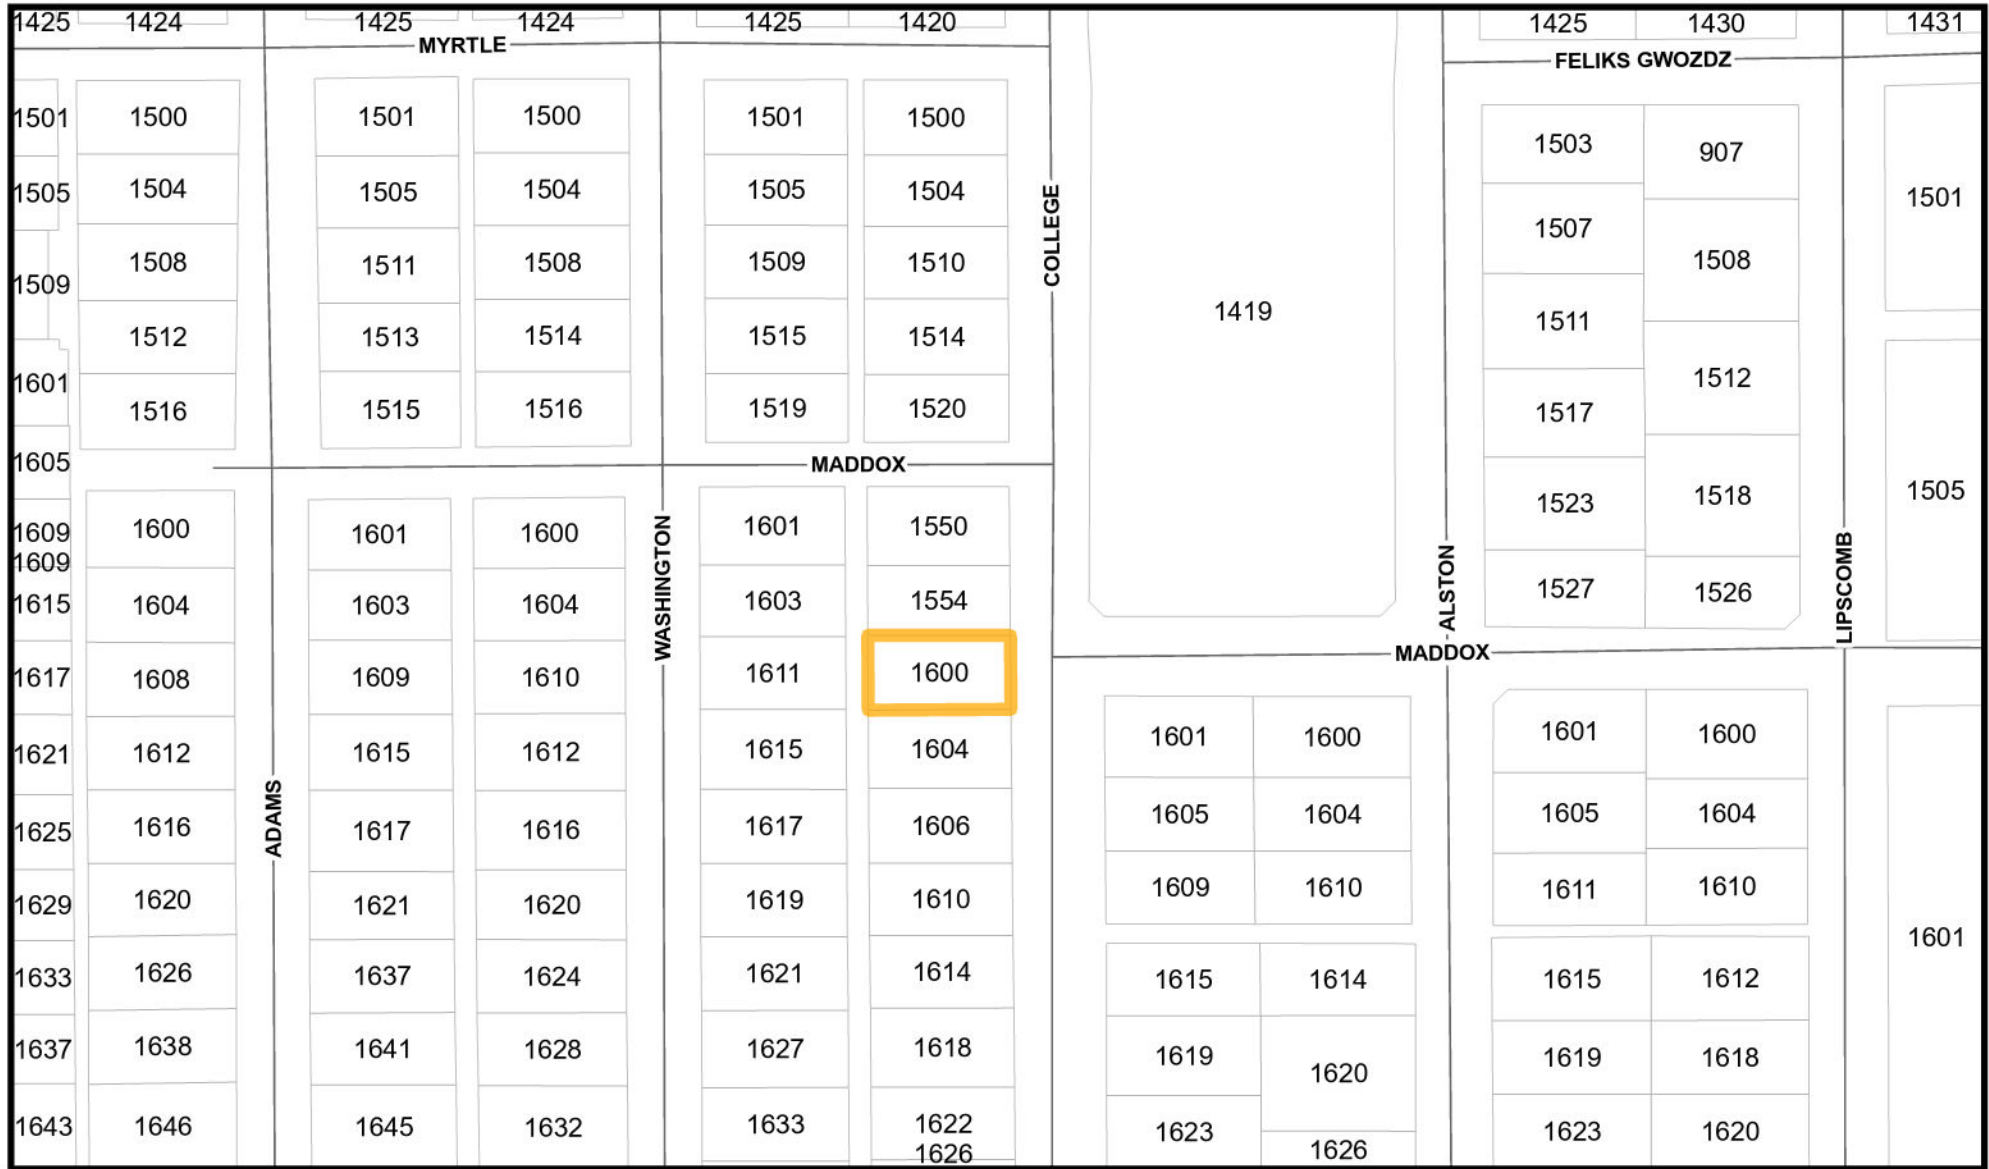 1425 1424 1425 1424 1425 1420 1425 1430 1431
MYRTLE
FELIKS GWOZDZ
1501 1500 1501 1500 1501 1500 1503 907
1505 1504 1505 1504 1505 1504 1507 1501
1509 1508 1511 1508 1509 1510 1508
COLLEGE
1419
1512 1513 1514 1515 1514 1511
1601 1516 1515 1516 1519 1520 1517 1512
1605
MADDOX
1609 1600 1601 1600 1601 1550 1523 1518 1505
1609
WASHINGTON
ALSTON
LIPSCOMB
1615 1604 1603 1604 1603 1554 1527 1526
MADDOX
1617 1608 1609 1610 1611 1600
1621 1612 1615 1612 1615 1604 1601 1600 1601 1600
ADAMS
1625 1616 1617 1616 1617 1606 1605 1604 1605 1604
1629 1620 1621 1620 1619 1610 1609 1610 1611 1610
1601
1633 1626 1637 1624 1621 1614 1615 1614 1615 1612
1637 1638 1641 1628 1627 1618 1619 1620 1619 1618
1643 1646 1645 1632 1633 1622 1623 1623 1620
1626 1626